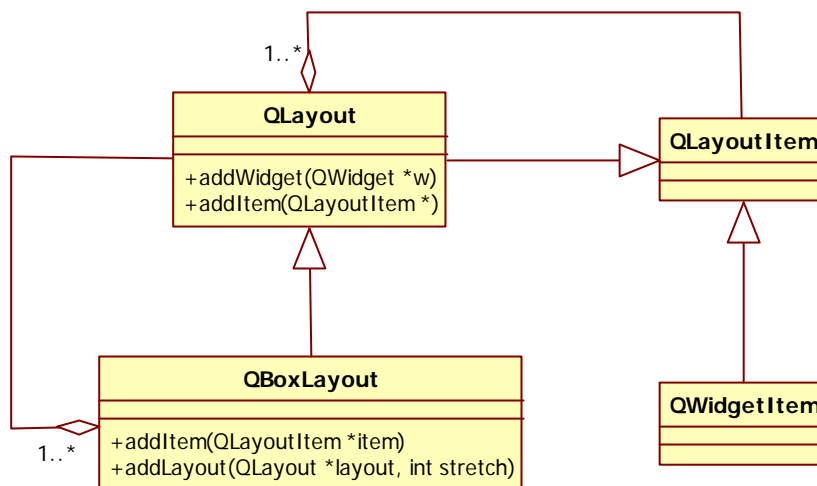 1..*
QLayout
+addWidget(QWidget *w)
+addItem(QLayoutItem *)
QLayoutItem
QBoxLayout
+addItem(QLayoutItem *item)
+addLayout(QLayout *layout, int stretch)
1..*
QWidgetItem